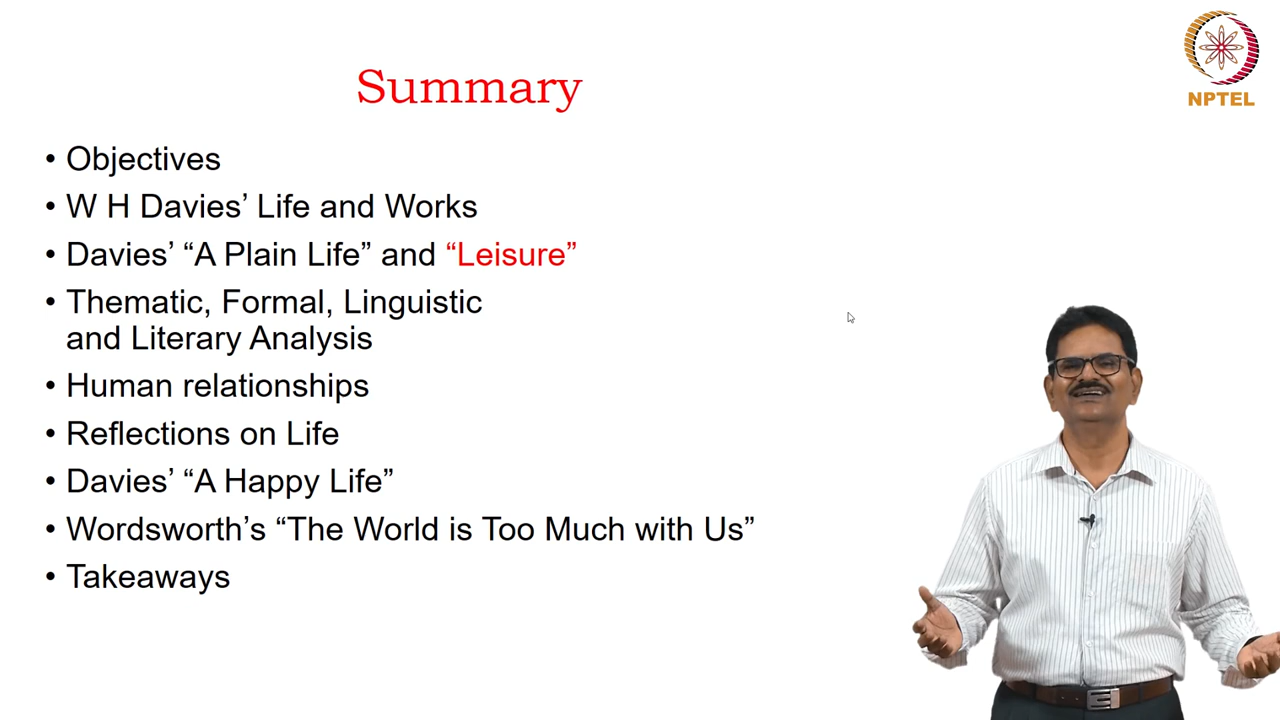 NPTEL
Summary
• Objectives
• W H Davies’ Life and Works
• Davies’ “A Plain Life” and “Leisure”
• Thematic, Formal, Linguistic
and Literary Analysis
• Human relationships
• Reflections on Life
• Davies’ “A Happy Life”
• Wordsworth’s “The World is Too Much with Us”
• Takeaways